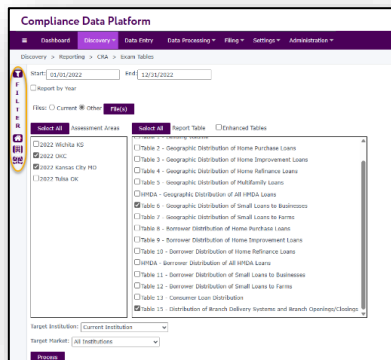 Compliance Data Platform
Dashboard Discovery Data Entry Data Processing Filing Settings Administration
Discovery > Reporting > CRA > Exam Tables
Start: 01/01/2022 End: 12/31/2022
Report by Year
Files: Current Other File(s)
FILTER
Select All Assessment Areas Select All Report Table Enhanced Tables
2022 Wichita KS
2022 OKC
2022 Kansas City MO
2022 Tulsa OK
Table 2 - Geographic Distribution of Home Purchase Loans
Table 3 - Geographic Distribution of Home Improvement Loans
Table 4 - Geographic Distribution of Home Refinance Loans
Table 5 - Geographic Distribution of Multifamily Loans
HMDA - Geographic Distribution of All HMDA Loans
Table 6 - Geographic Distribution of Small Loans to Businesses
Table 7 - Geographic Distribution of Small Loans to Farms
Table 8 - Borrower Distribution of Home Purchase Loans
Table 9 - Borrower Distribution of Home Improvement Loans
Table 10 - Borrower Distribution of Home Refinance Loans
HMDA - Borrower Distribution of All HMDA Loans
Table 11 - Borrower Distribution of Small Loans to Businesses
Table 12 - Borrower Distribution of Small Loans to Farms
Table 13 - Consumer Loan Distribution
Table 15 - Distribution of Branch Delivery Systems and Branch Openings/Closings
Target Institution: Current Institution
Target Market: All Institutions
Process